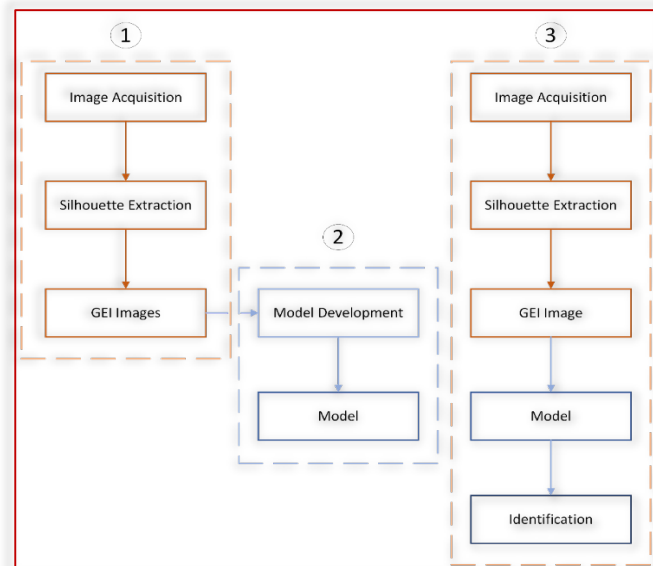 1
Image Acquisition
Silhouette Extraction
GEI Images
2
Model Development
Model
3
Image Acquisition
Silhouette Extraction
GEI Image
Model
Identification